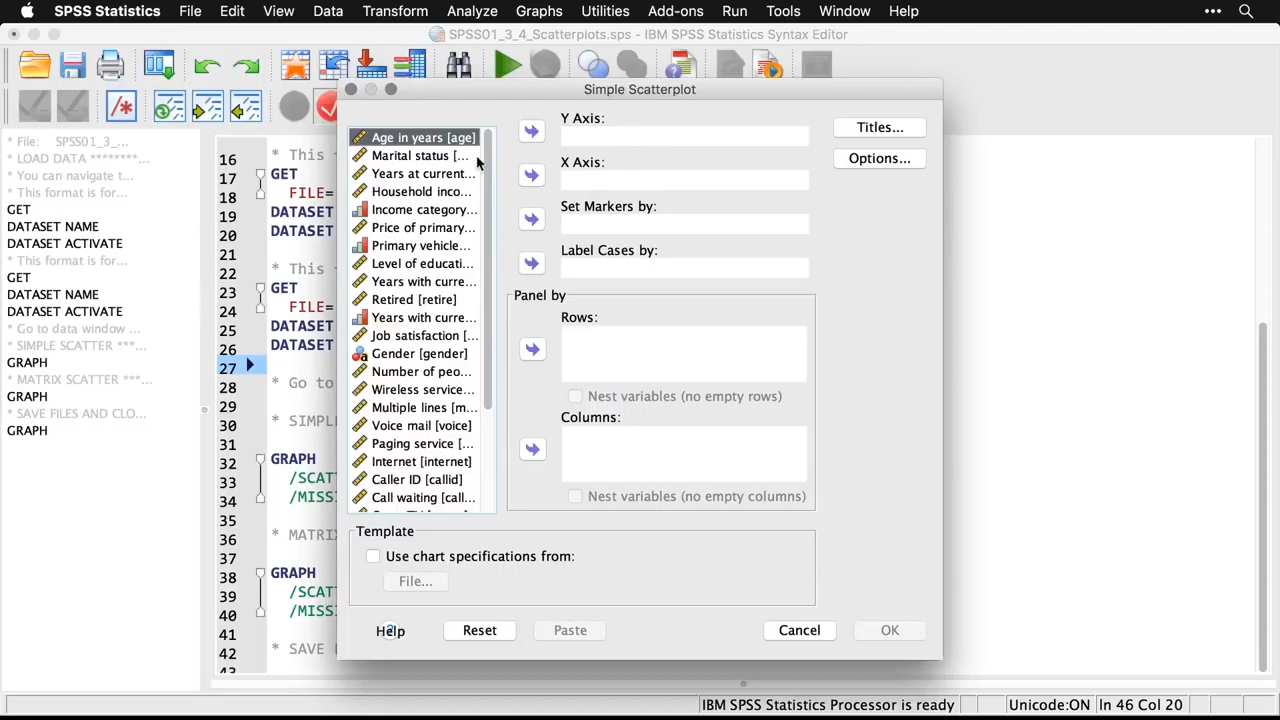 SPSS Statistics File Edit View Data Transform Analyze Graphs Utilities Add-ons Run Tools Window Help
SPSS01_3_4_Scatterplots.sps - IBM SPSS Statistics Syntax Editor
Simple Scatterplot
* File: SPSS01_3_...
* LOAD DATA ********...
* You can navigate t...
* This format is for...
GET
DATASET NAME
DATASET ACTIVATE
* This format is for...
GET
DATASET NAME
DATASET ACTIVATE
* Go to data window ...
* SIMPLE SCATTER ***...
GRAPH
* MATRIX SCATTER ***...
GRAPH
* SAVE FILES AND CLO...
GRAPH
16 * This
17 GET
18 FILE=
19 DATASET
20 DATASET
21
22 * This
23 GET
24 FILE=
25 DATASET
26 DATASET
27
28 * Go to
29
30 * SIMPL
31
32 GRAPH
33 /SCAT
34 /MISS
35
36 * MATRI
37
38 GRAPH
39 /SCAT
40 /MISS
41
42 * SAVE
43
Age in years [age]
Marital status [...
Years at current...
Household inco...
Income category...
Price of primary...
Primary vehicle...
Level of educati...
Years with curre...
Retired [retire]
Years with curre...
Job satisfaction [...
Gender [gender]
Number of peo...
Wireless service...
Multiple lines [m...
Voice mail [voice]
Paging service [...
Internet [internet]
Caller ID [callid]
Call waiting [call...
Y Axis:
X Axis:
Set Markers by:
Label Cases by:
Panel by
Rows:
Nest variables (no empty rows)
Columns:
Nest variables (no empty columns)
Titles...
Options...
Template
Use chart specifications from:
File...
Help Reset Paste Cancel OK
IBM SPSS Statistics Processor is ready Unicode:ON In 46 Col 20